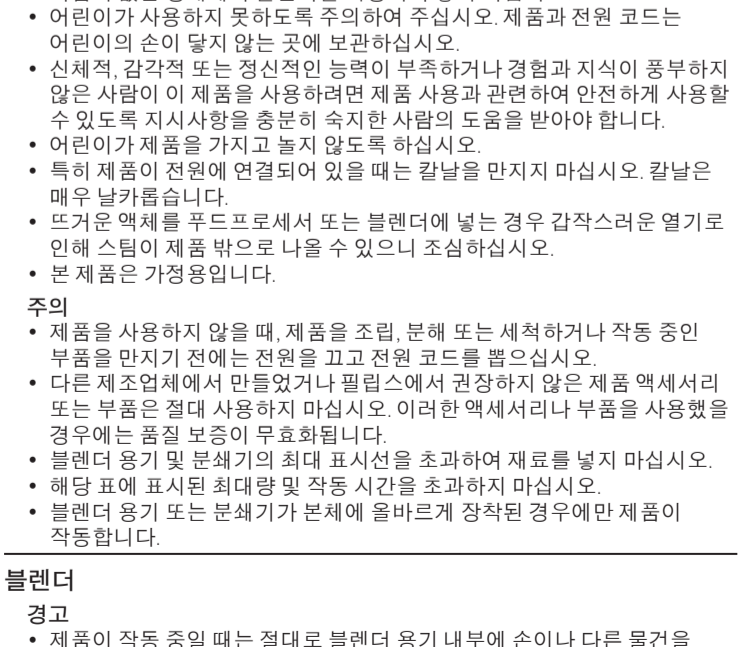 • 어린이가 사용하지 못하도록 주의하여 주십시오. 제품과 전원 코드는
어린이의 손이 닿지 않는 곳에 보관하십시오.
• 신체적, 감각적 또는 정신적인 능력이 부족하거나 경험과 지식이 풍부하지
않은 사람이 이 제품을 사용하려면 제품 사용과 관련하여 안전하게 사용할
수 있도록 지시사항을 충분히 숙지한 사람의 도움을 받아야 합니다.
• 어린이가 제품을 가지고 놀지 않도록 하십시오.
• 특히 제품이 전원에 연결되어 있을 때는 칼날을 만지지 마십시오. 칼날은
매우 날카롭습니다.
• 뜨거운 액체를 푸드프로세서 또는 블렌더에 넣는 경우 갑작스러운 열기로
인해 스팀이 제품 밖으로 나올 수 있으니 조심하십시오.
• 본 제품은 가정용입니다.
주의
• 제품을 사용하지 않을 때, 제품을 조립, 분해 또는 세척하거나 작동 중인
부품을 만지기 전에는 전원을 끄고 전원 코드를 뽑으십시오.
• 다른 제조업체에서 만들었거나 필립스에서 권장하지 않은 제품 액세서리
또는 부품은 절대 사용하지 마십시오. 이러한 액세서리나 부품을 사용했을
경우에는 품질 보증이 무효화됩니다.
• 블렌더 용기 및 분쇄기의 최대 표시선을 초과하여 재료를 넣지 마십시오.
• 해당 표에 표시된 최대량 및 작동 시간을 초과하지 마십시오.
• 블렌더 용기 또는 분쇄기가 본체에 올바르게 장착된 경우에만 제품이
작동합니다.
블렌더
경고
• 제품이 작동 중일 때는 절대로 블렌더 용기 내부에 손이나 다른 물건을